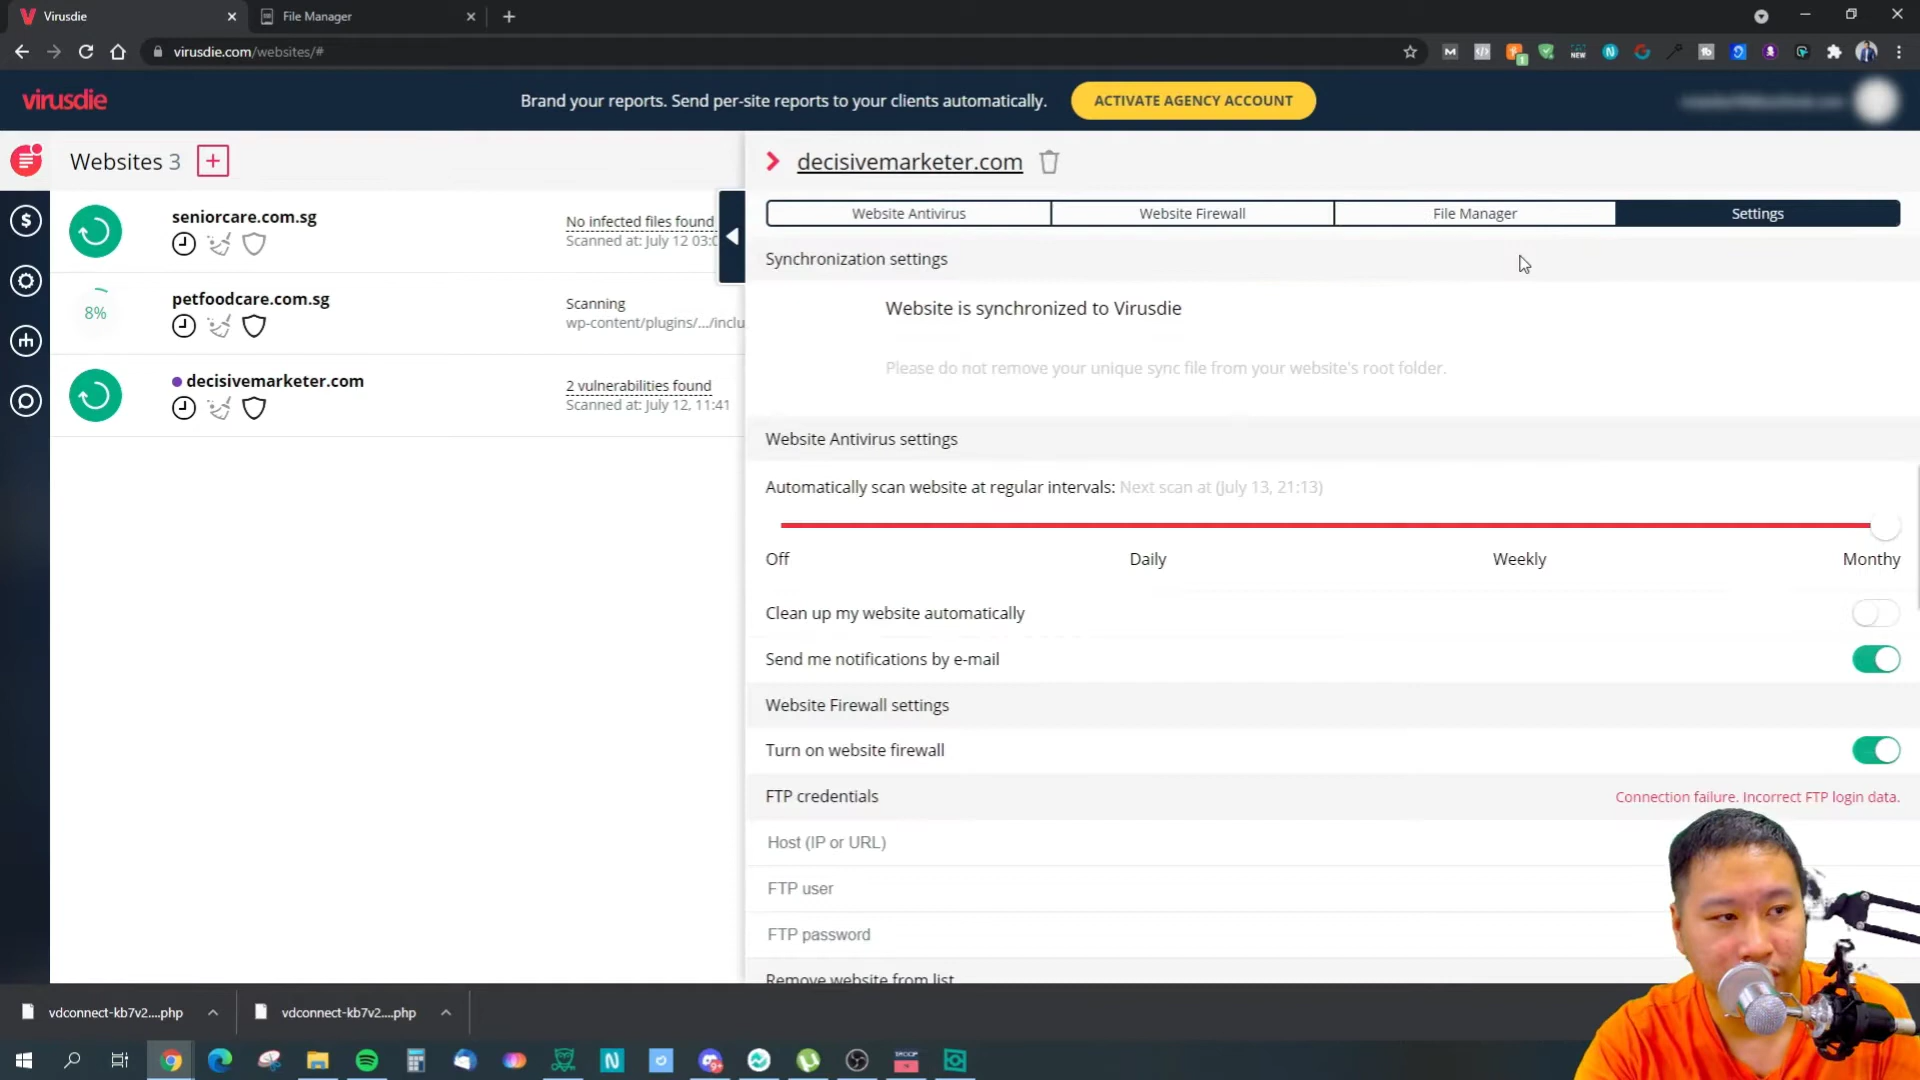 Virusdie
File Manager
virusdie.com/websites/#
virusdie
Brand your reports. Send per-site reports to your clients automatically.
ACTIVATE AGENCY ACCOUNT
Websites 3
seniorcare.com.sg
No infected files found
Scanned at: July 12 03:0
8%
petfoodcare.com.sg
Scanning
wp-content/plugins/.../inclu
decisivemarketer.com
2 vulnerabilities found
Scanned at: July 12, 11:41
decisivemarketer.com
Website Antivirus
Website Firewall
File Manager
Settings
Synchronization settings
Website is synchronized to Virusdie
Please do not remove your unique sync file from your website's root folder.
Website Antivirus settings
Automatically scan website at regular intervals: Next scan at (July 13, 21:13)
Off
Daily
Weekly
Monthy
Clean up my website automatically
Send me notifications by e-mail
Website Firewall settings
Turn on website firewall
FTP credentials
Connection failure. Incorrect FTP login data.
Host (IP or URL)
FTP user
FTP password
Remove website from list
vdconnect-kb7v2....php
vdconnect-kb7v2....php